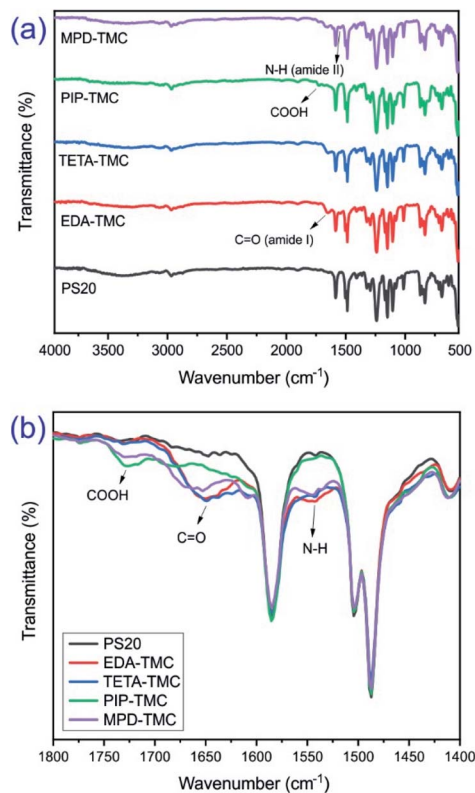 (a)
MPD-TMC
N-H (amide II)
PIP-TMC
COOH
TETA-TMC
EDA-TMC
C=O (amide I)
PS20
Transmittance (%)
4000 3500 3000 2500 2000 1500 1000 500
Wavenumber (cm⁻¹)
(b)
COOH
C=O
N-H
Transmittance (%)
PS20
EDA-TMC
TETA-TMC
PIP-TMC
MPD-TMC
1800 1750 1700 1650 1600 1550 1500 1450 1400
Wavenumber (cm⁻¹)